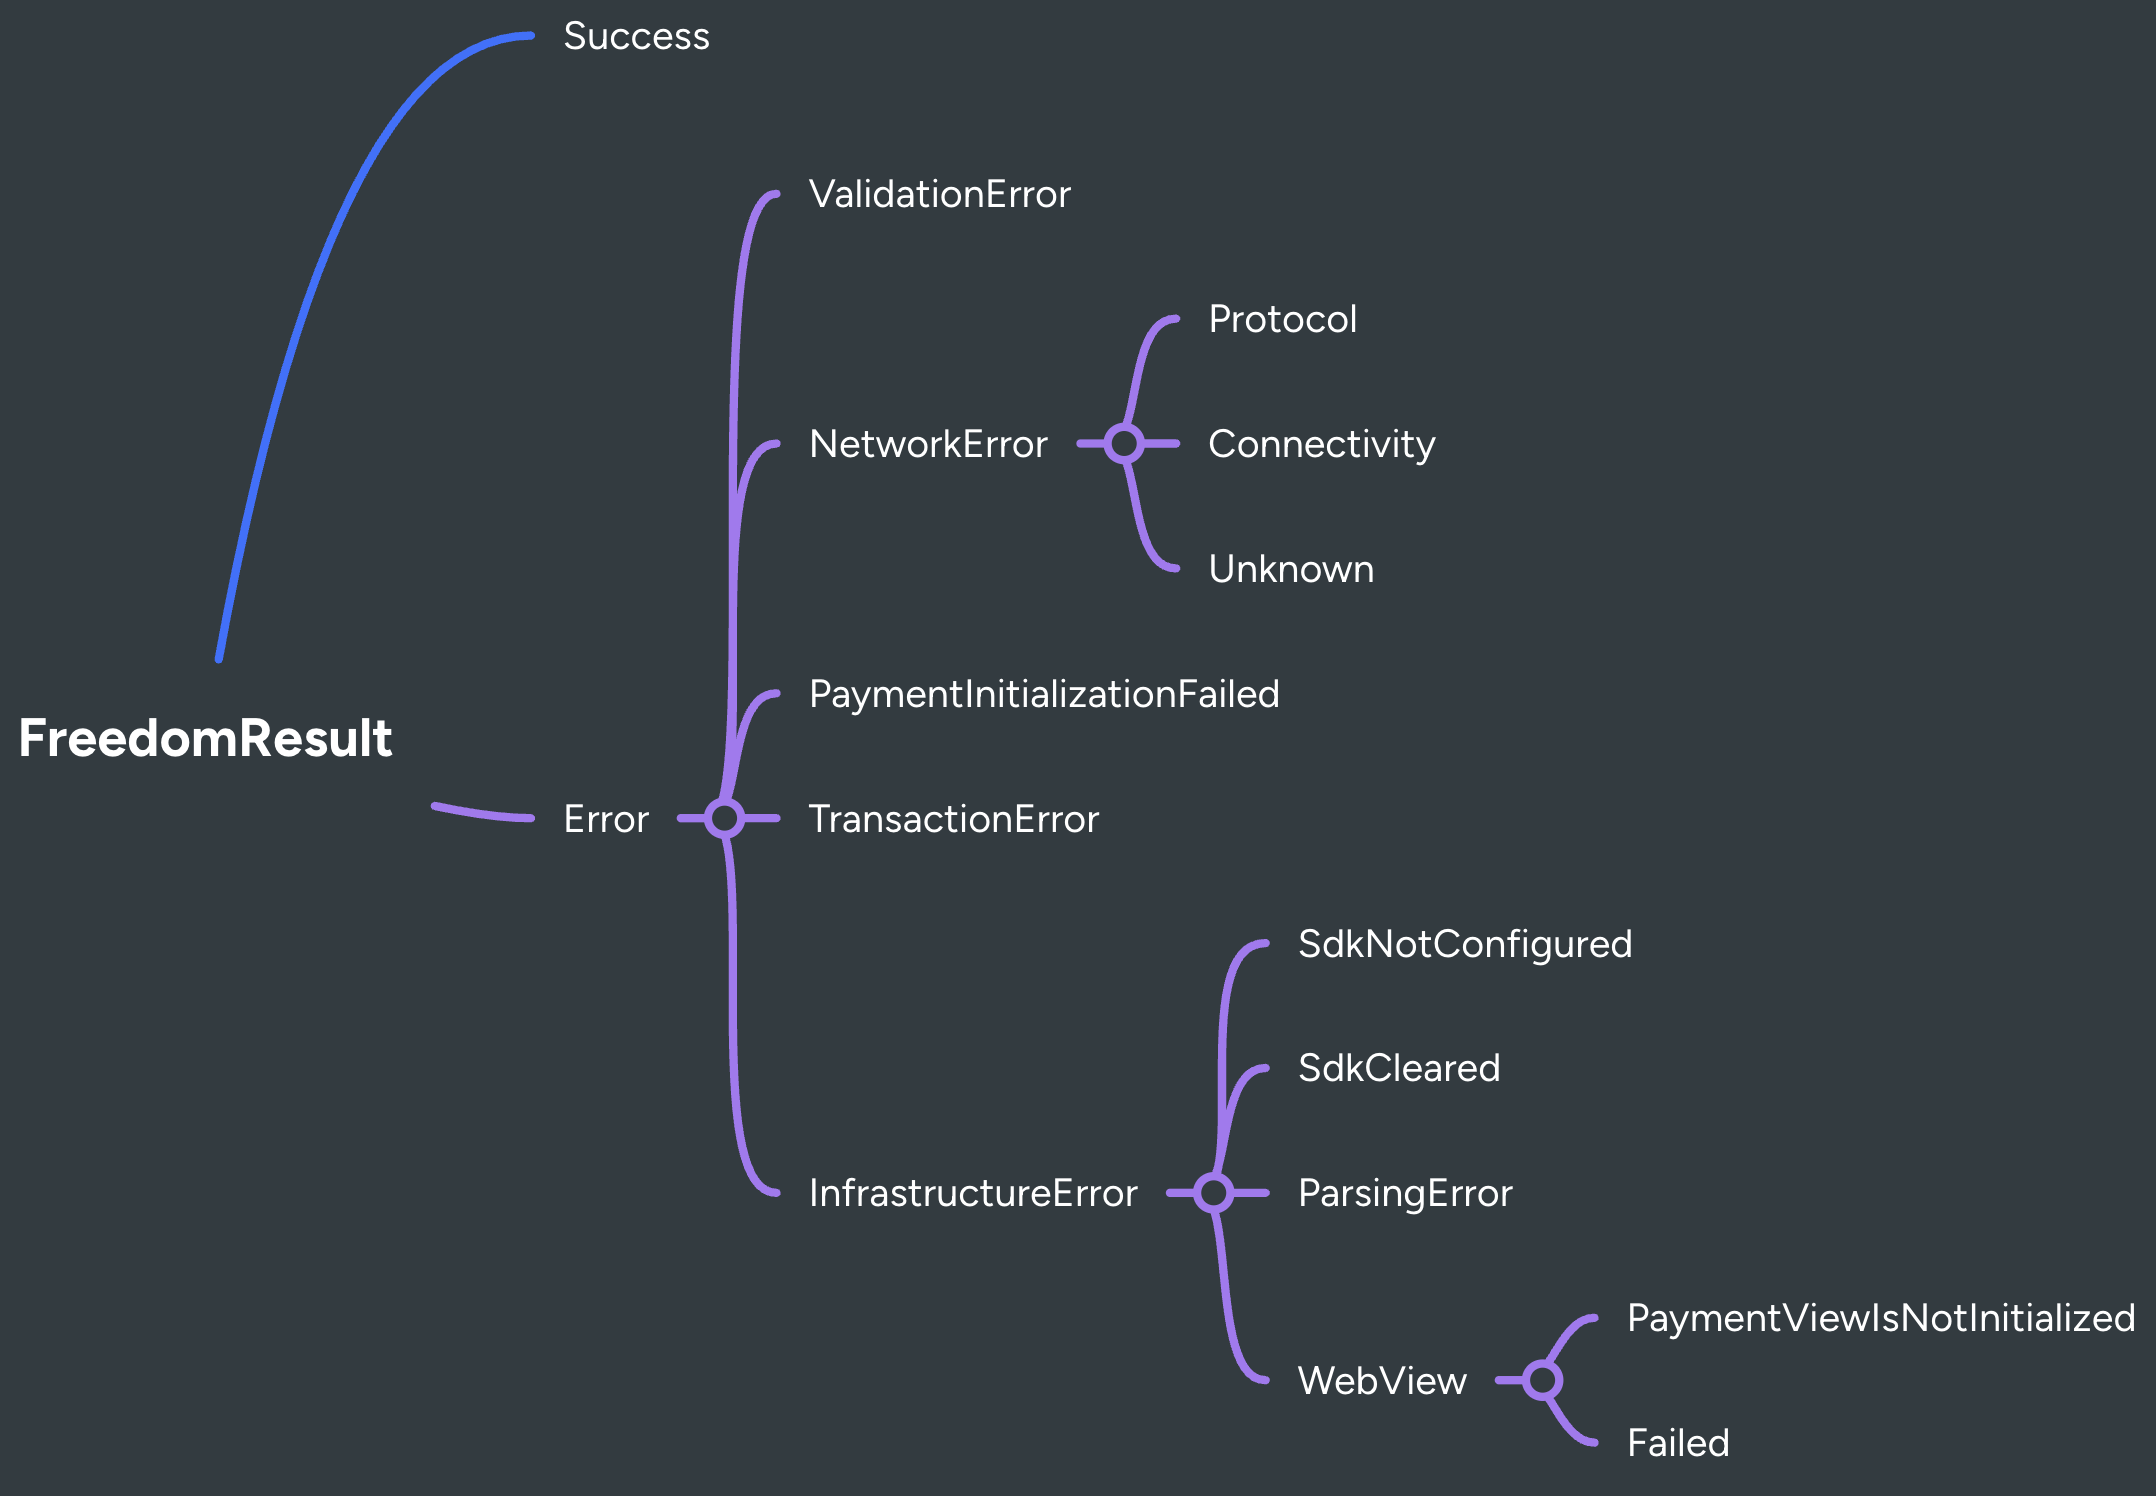 Success
ValidationError
Protocol
NetworkError
Connectivity
Unknown
PaymentInitializationFailed
FreedomResult
Error
TransactionError
SdkNotConfigured
SdkCleared
InfrastructureError
ParsingError
PaymentViewIsNotInitialized
WebView
Failed